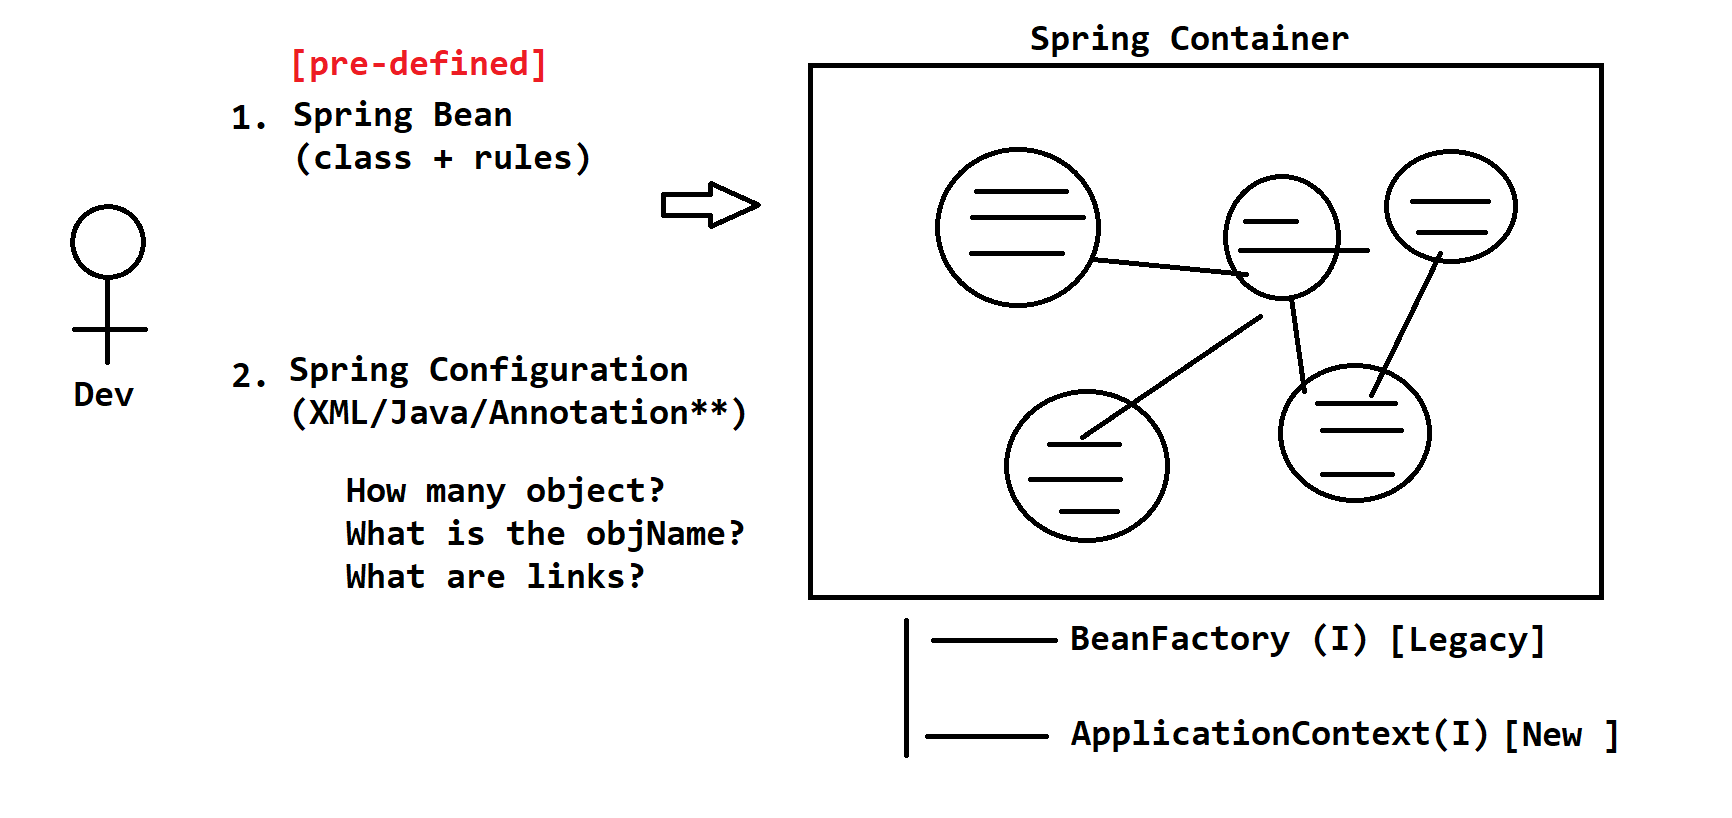 [pre-defined]
1. Spring Bean
(class + rules)
Dev
2. Spring Configuration
(XML/Java/Annotation**)
How many object?
What is the objName?
What are links?
Spring Container
BeanFactory (I) [Legacy]
ApplicationContext(I) [New ]